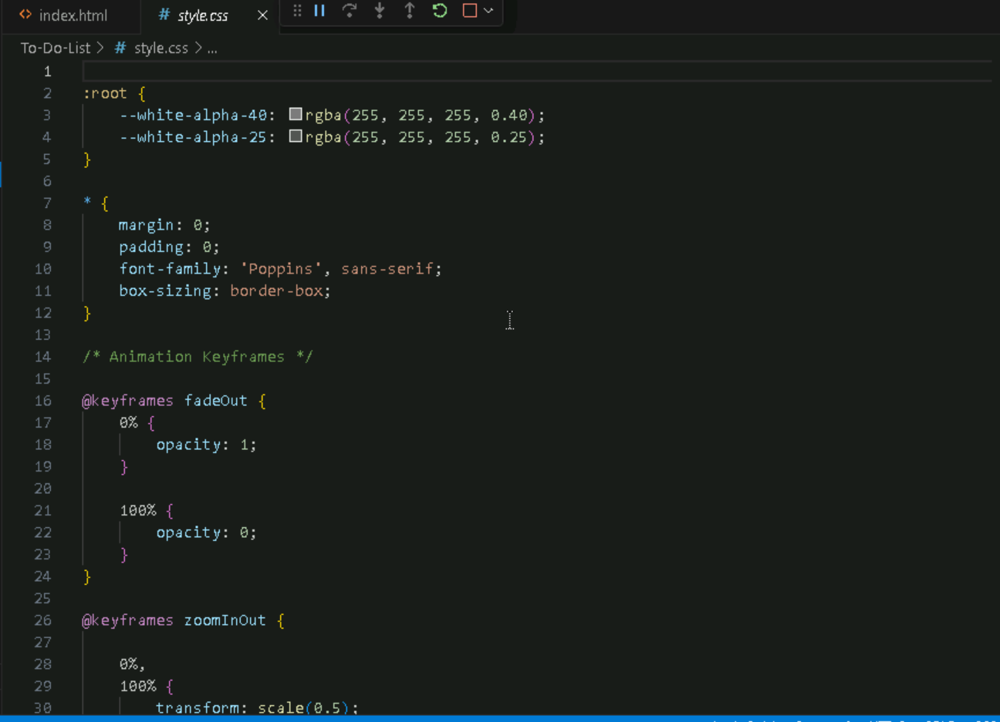 index.html
style.css
To-Do-List > # style.css > ...
1
2 :root {
3 --white-alpha-40: rgba(255, 255, 255, 0.40);
4 --white-alpha-25: rgba(255, 255, 255, 0.25);
5 }
6
7 * {
8 margin: 0;
9 padding: 0;
10 font-family: 'Poppins', sans-serif;
11 box-sizing: border-box;
12 }
13
14 /* Animation Keyframes */
15
16 @keyframes fadeOut {
17 0% {
18 opacity: 1;
19 }
20
21 100% {
22 opacity: 0;
23 }
24 }
25
26 @keyframes zoomInOut {
27
28 0%,
29 100% {
30 transform: scale(0.5);